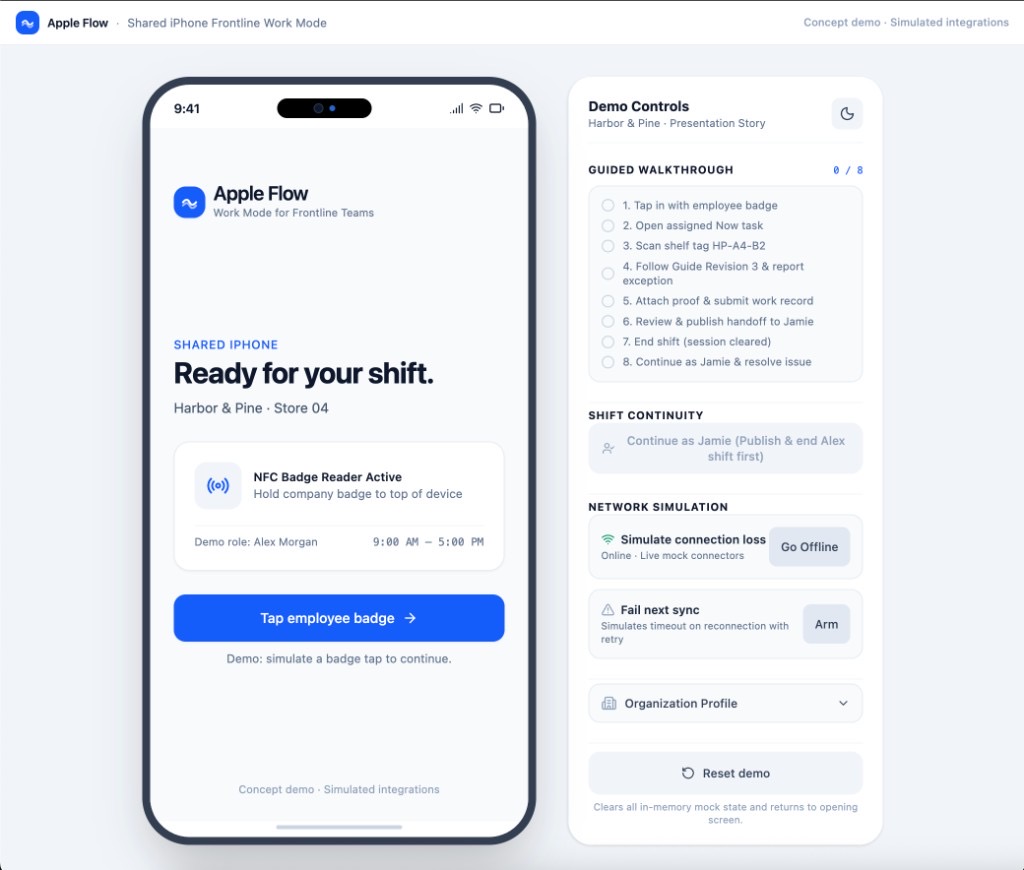 Apple Flow · Shared iPhone Frontline Work Mode
Concept demo · Simulated integrations
9:41
Apple Flow
Work Mode for Frontline Teams
SHARED IPHONE
Ready for your shift.
Harbor & Pine · Store 04
NFC Badge Reader Active
Hold company badge to top of device
Demo role: Alex Morgan
9:00 AM – 5:00 PM
Tap employee badge →
Demo: simulate a badge tap to continue.
Concept demo · Simulated integrations
Demo Controls
Harbor & Pine · Presentation Story
GUIDED WALKTHROUGH
0 / 8
1. Tap in with employee badge
2. Open assigned Now task
3. Scan shelf tag HP-A4-B2
4. Follow Guide Revision 3 & report
exception
5. Attach proof & submit work record
6. Review & publish handoff to Jamie
7. End shift (session cleared)
8. Continue as Jamie & resolve issue
SHIFT CONTINUITY
Continue as Jamie (Publish & end Alex
shift first)
NETWORK SIMULATION
Simulate connection loss
Online · Live mock connectors
Go Offline
Fail next sync
Simulates timeout on reconnection with
retry
Arm
Organization Profile
Reset demo
Clears all in-memory mock state and returns to opening
screen.